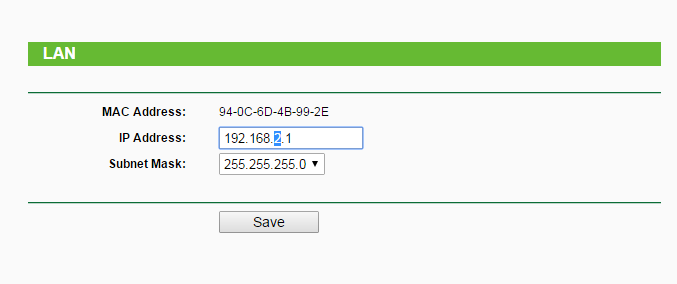 LAN
MAC Address: 94-0C-6D-4B-99-2E
IP Address: 192.168.2.1
Subnet Mask: 255.255.255.0
Save